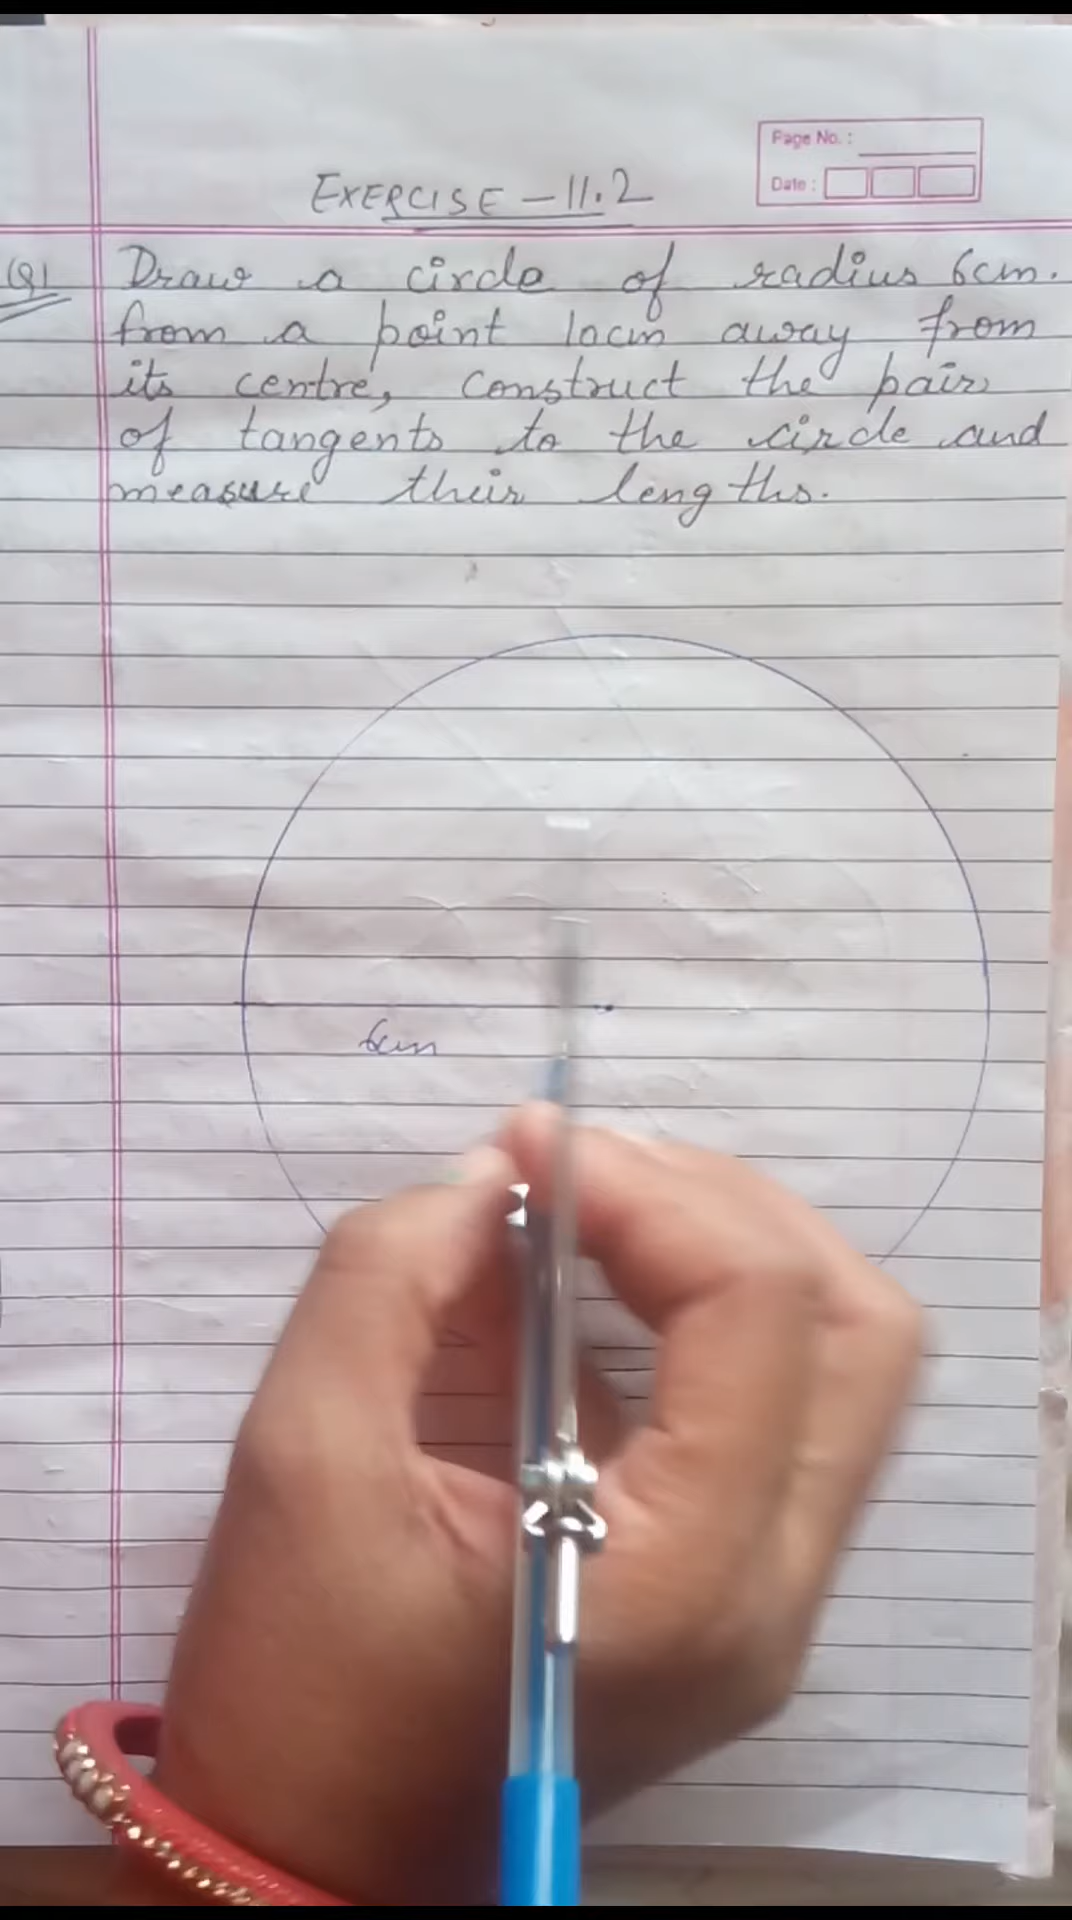 Page No. :
Date :
EXERCISE - 11.2
Q1 Draw a circle of radius 6cm.
from a point 10cm away from
its centre, construct the pair
of tangents to the circle and
measure their lengths.
6cm